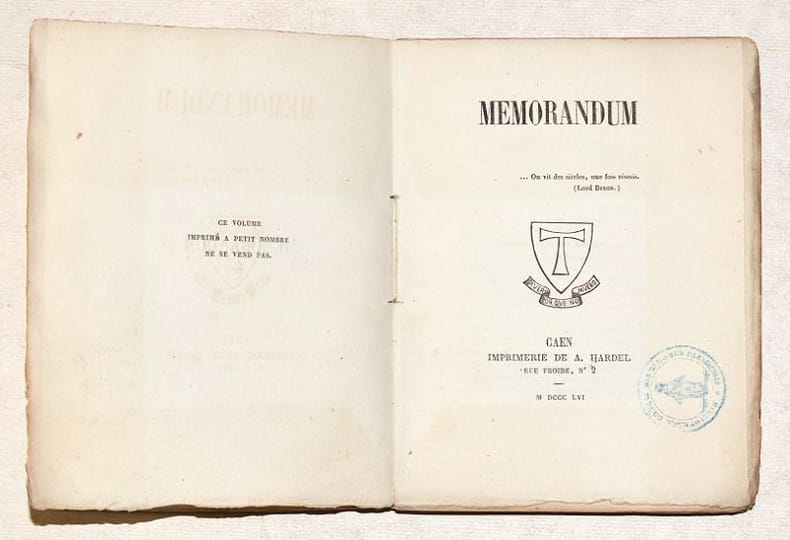 CE VOLUME
IMPRIMÉ A PETIT NOMBRE
NE SE VEND PAS.
MEMORANDUM
... On vit des siècles, une fois réunis.
(Lord Byron.)
T
CAEN
IMPRIMERIE DE A. HARDEL
RUE FROIDE, N° 2
M DCCC LVI